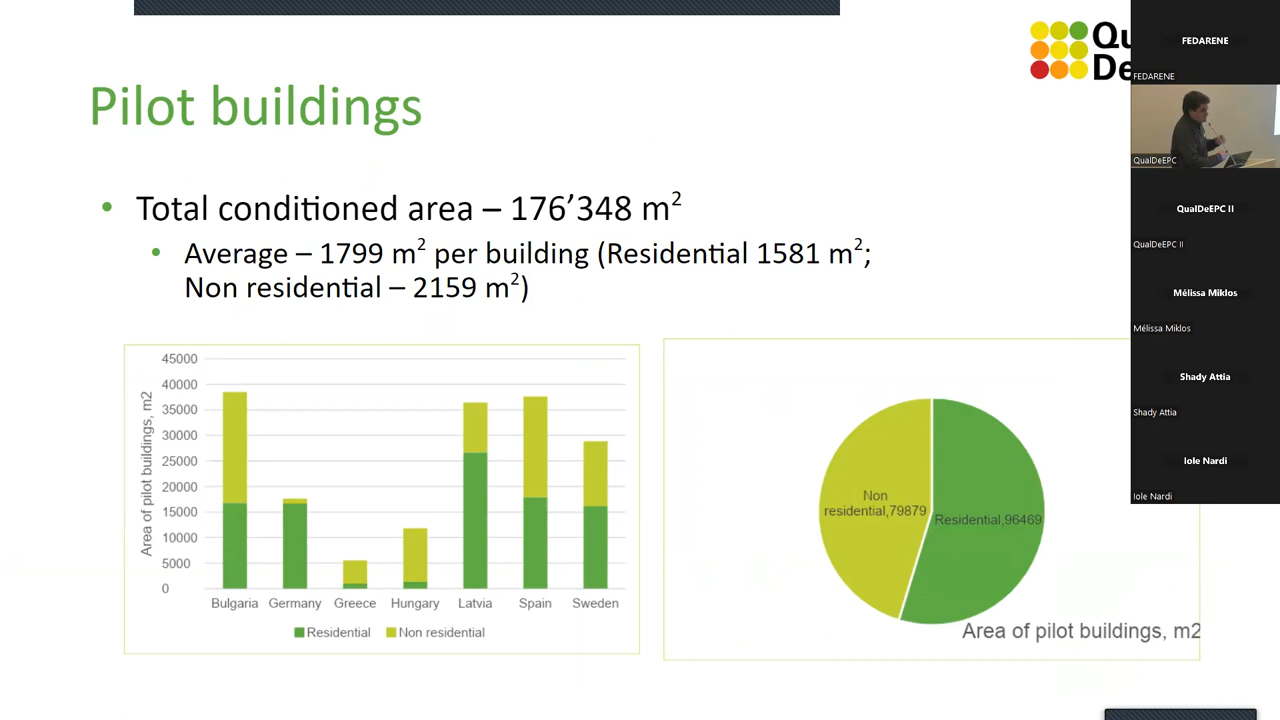 Qu
De
Pilot buildings
• Total conditioned area – 176’348 m²
• Average – 1799 m² per building (Residential 1581 m²;
Non residential – 2159 m²)
Area of pilot buildings, m2
45000
40000
35000
30000
25000
20000
15000
10000
5000
0
Bulgaria Germany Greece Hungary Latvia Spain Sweden
Residential Non residential
Non
residential,79879
Residential,96469
Area of pilot buildings, m2
FEDARENE
FEDARENE
QualDeEPC
QualDeEPC II
QualDeEPC II
Mélissa Miklos
Mélissa Miklos
Shady Attia
Shady Attia
Iole Nardi
Iole Nardi